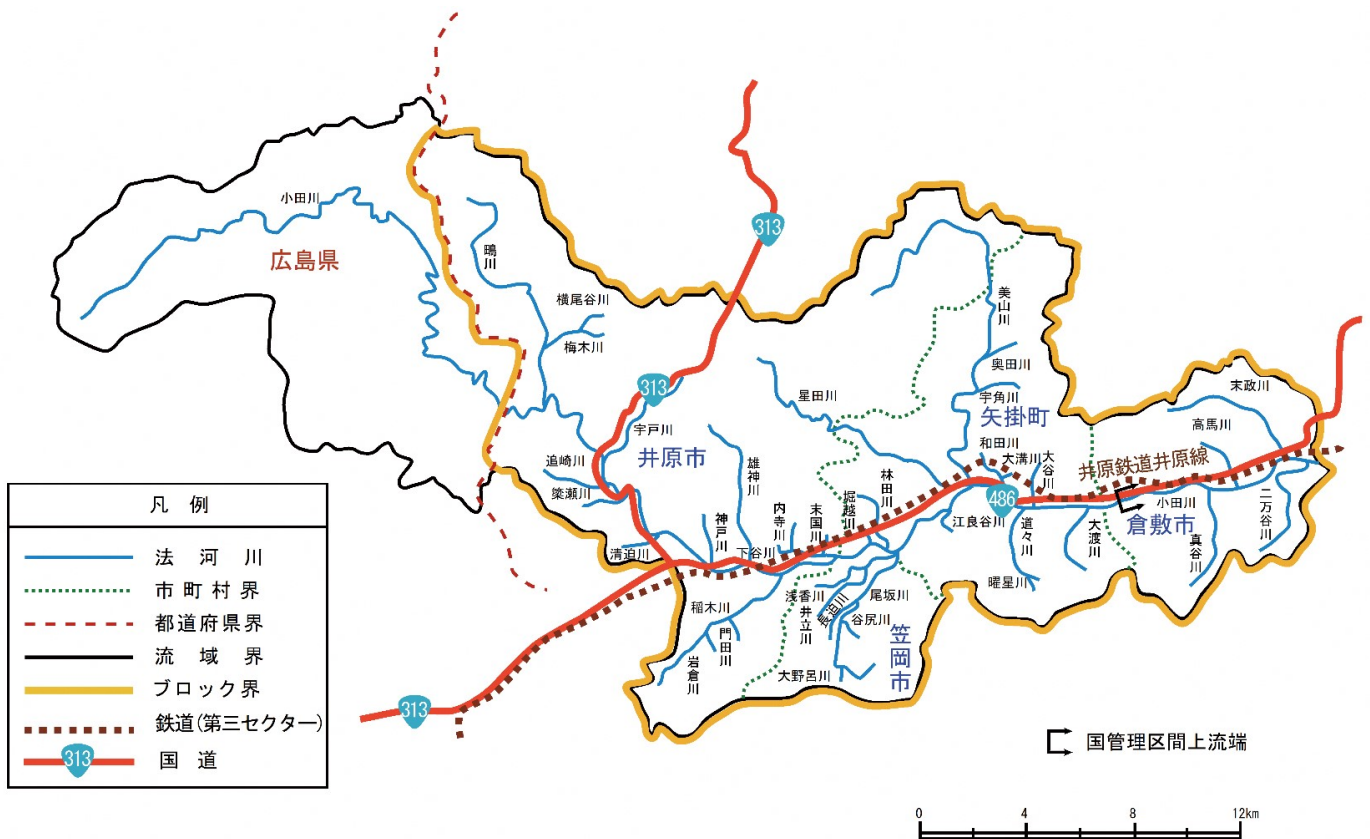 小田川
広島県
鴫川
横尾谷川
梅木川
313
313
宇戸川
追崎川
簗瀬川
井原市
雄神川
星田川
美山川
奥田川
宇角川
矢掛町
和田川
大溝川
大谷川
末政川
高馬川
井原鉄道井原線
小田川
倉敷市
二万谷川
真谷川
486
林田川
堀越川
末国川
内寺川
神戸川
下谷川
清迫川
江良谷川
道々川
大渡川
曜星川
稲木川
門田川
岩倉川
浅香川
井立川
長迫川
尾坂川
谷尻川
大野呂川
笠岡市
313
凡例
法河川
市町村界
都道府県界
流域界
ブロック界
鉄道(第三セクター)
313 国道
国管理区間上流端
0 4 8 12km